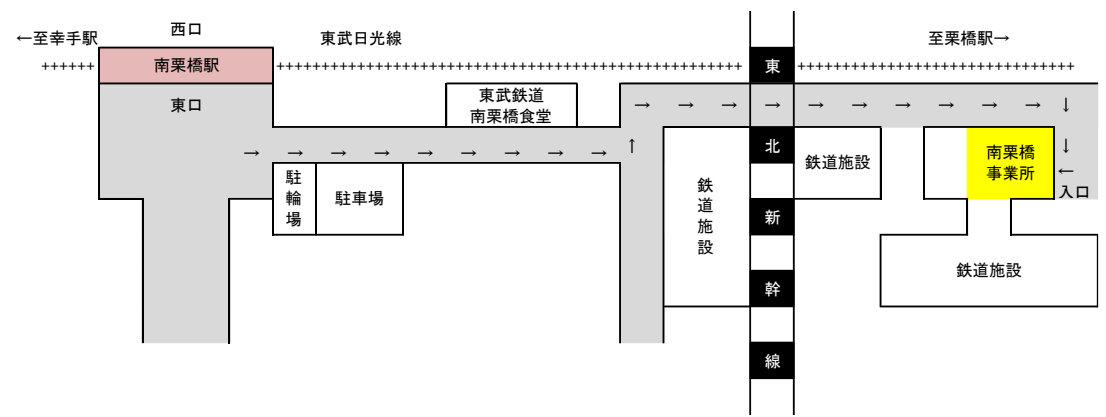 西口
←至幸手駅
東武日光線
至栗橋駅→
++++++
南栗橋駅
+++++++++++++++++++++++++++++++++++++++++++++++++++++
東
++++++++++++++++++++++++++++++++
東口
東武鉄道
南栗橋食堂
→ → → → → → → → → → ↓
→ → → → → → → → → ↑
北
鉄道施設
南栗橋
事業所
↓
←
入口
駐輪場
駐車場
鉄道施設
新
鉄道施設
幹
線